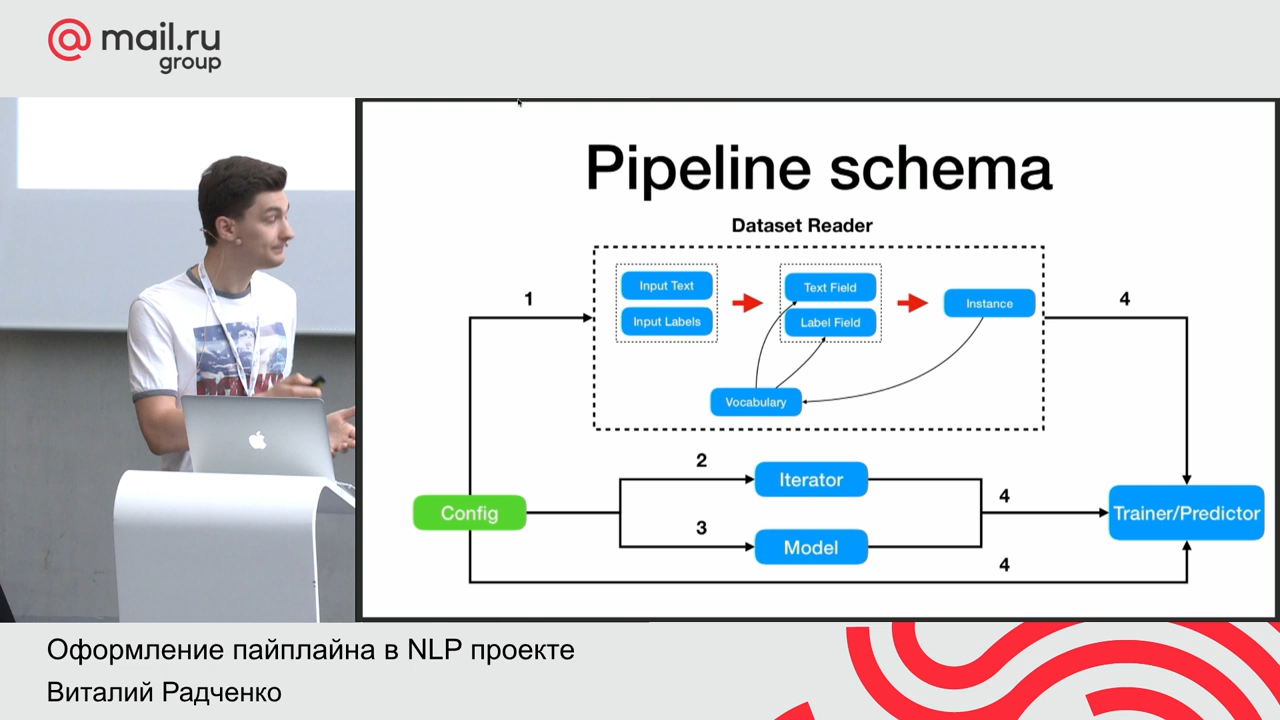 @ mail.ru
group
Pipeline schema
Dataset Reader
1
Input Text
Input Labels
Text Field
Label Field
Instance
Vocabulary
4
2
Iterator
4
Config
Trainer/Predictor
3
Model
4
Оформление пайплайна в NLP проекте
Виталий Радченко